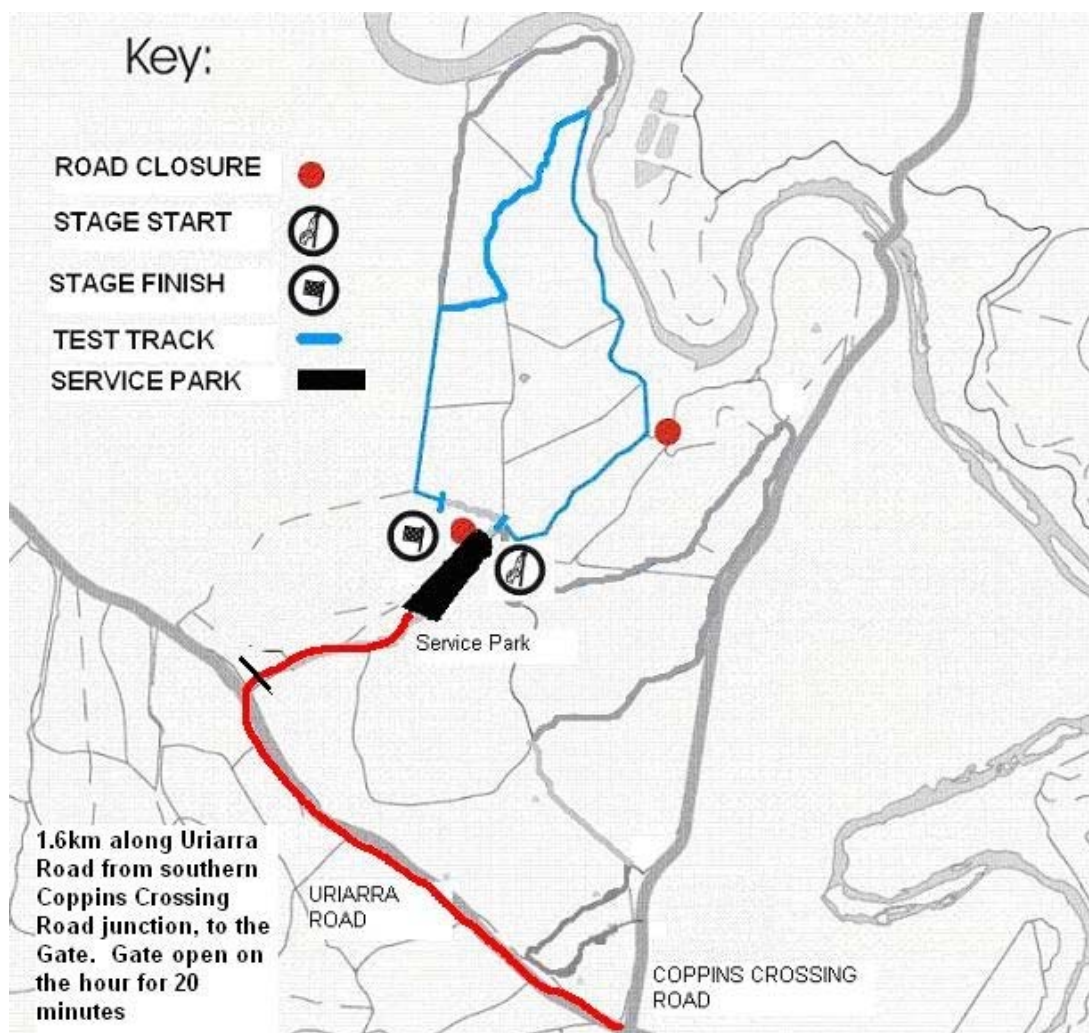 Key:
ROAD CLOSURE
STAGE START
STAGE FINISH
TEST TRACK
SERVICE PARK
Service Park
1.6km along Uriarra
Road from southern
Coppins Crossing
Road junction, to the
Gate. Gate open on
the hour for 20
minutes
URIARRA
ROAD
COPPINS CROSSING
ROAD